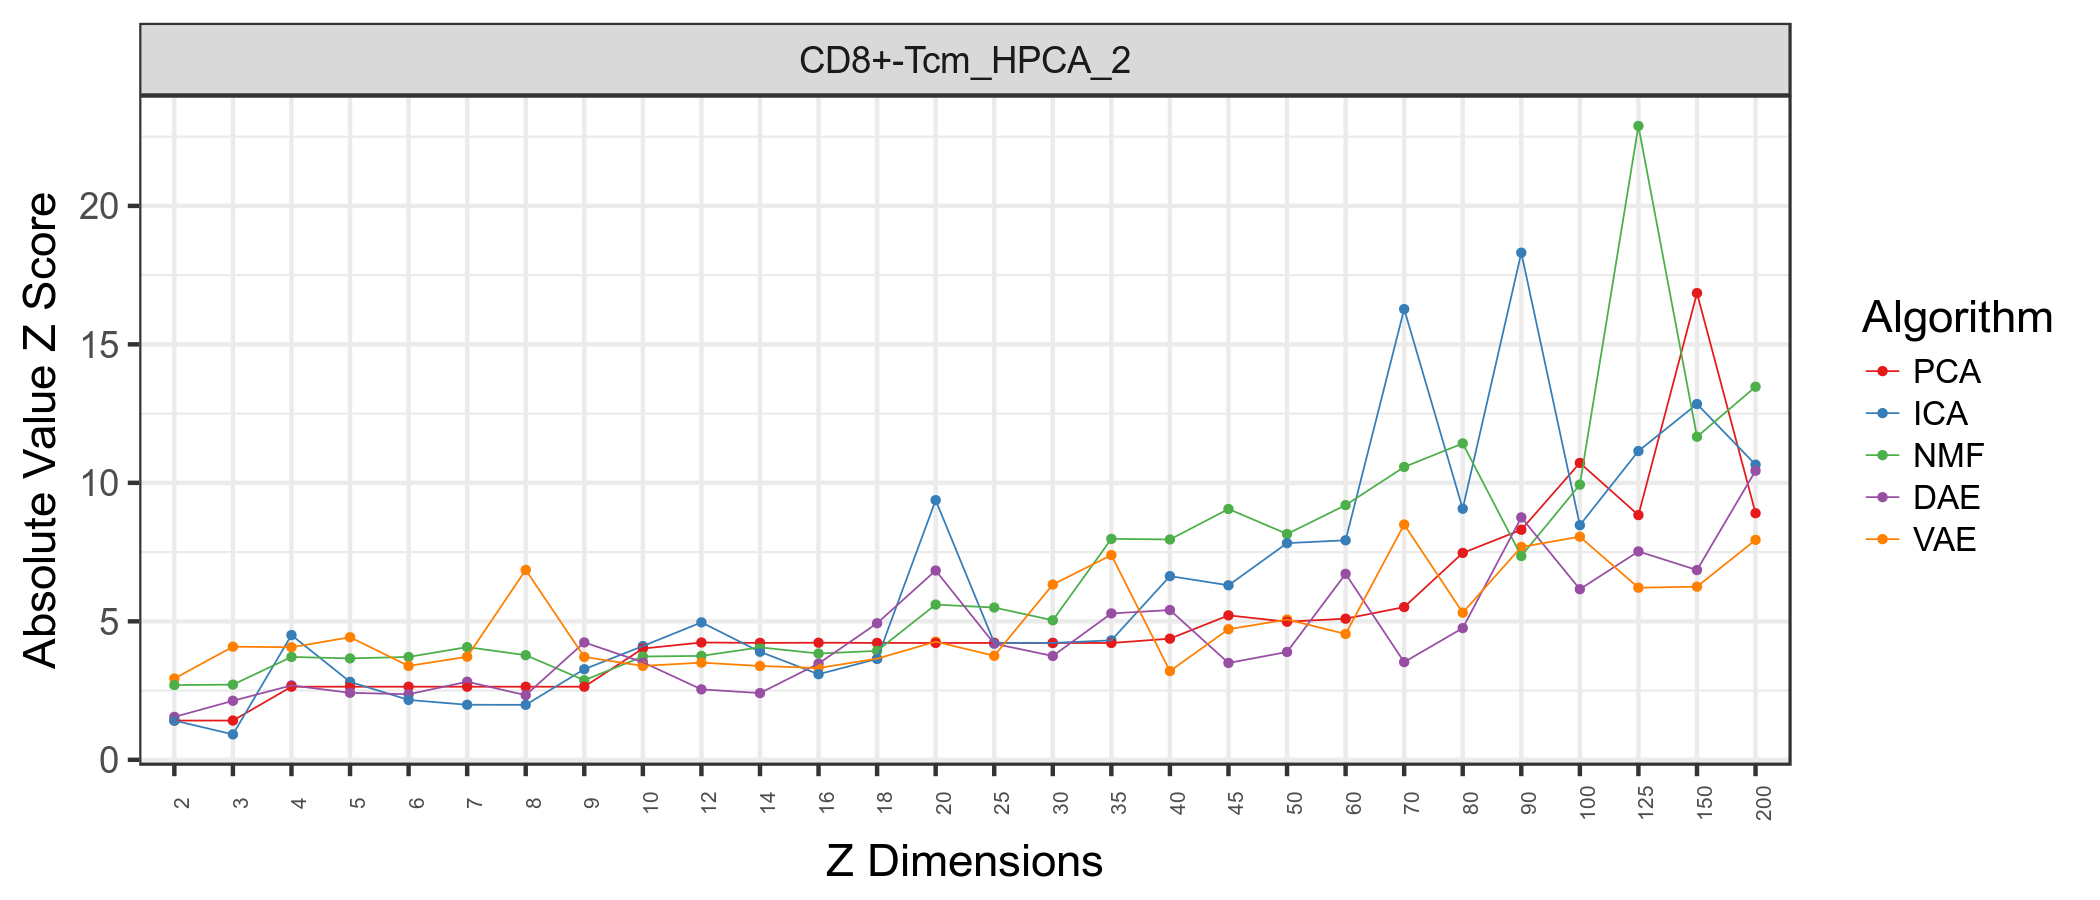 CD8+-Tcm_HPCA_2
Absolute Value Z Score
20
15
10
5
0
2 3 4 5 6 7 8 9 10 12 14 16 18 20 25 30 35 40 45 50 60 70 80 90 100 125 150 200
Z Dimensions
Algorithm
PCA
ICA
NMF
DAE
VAE